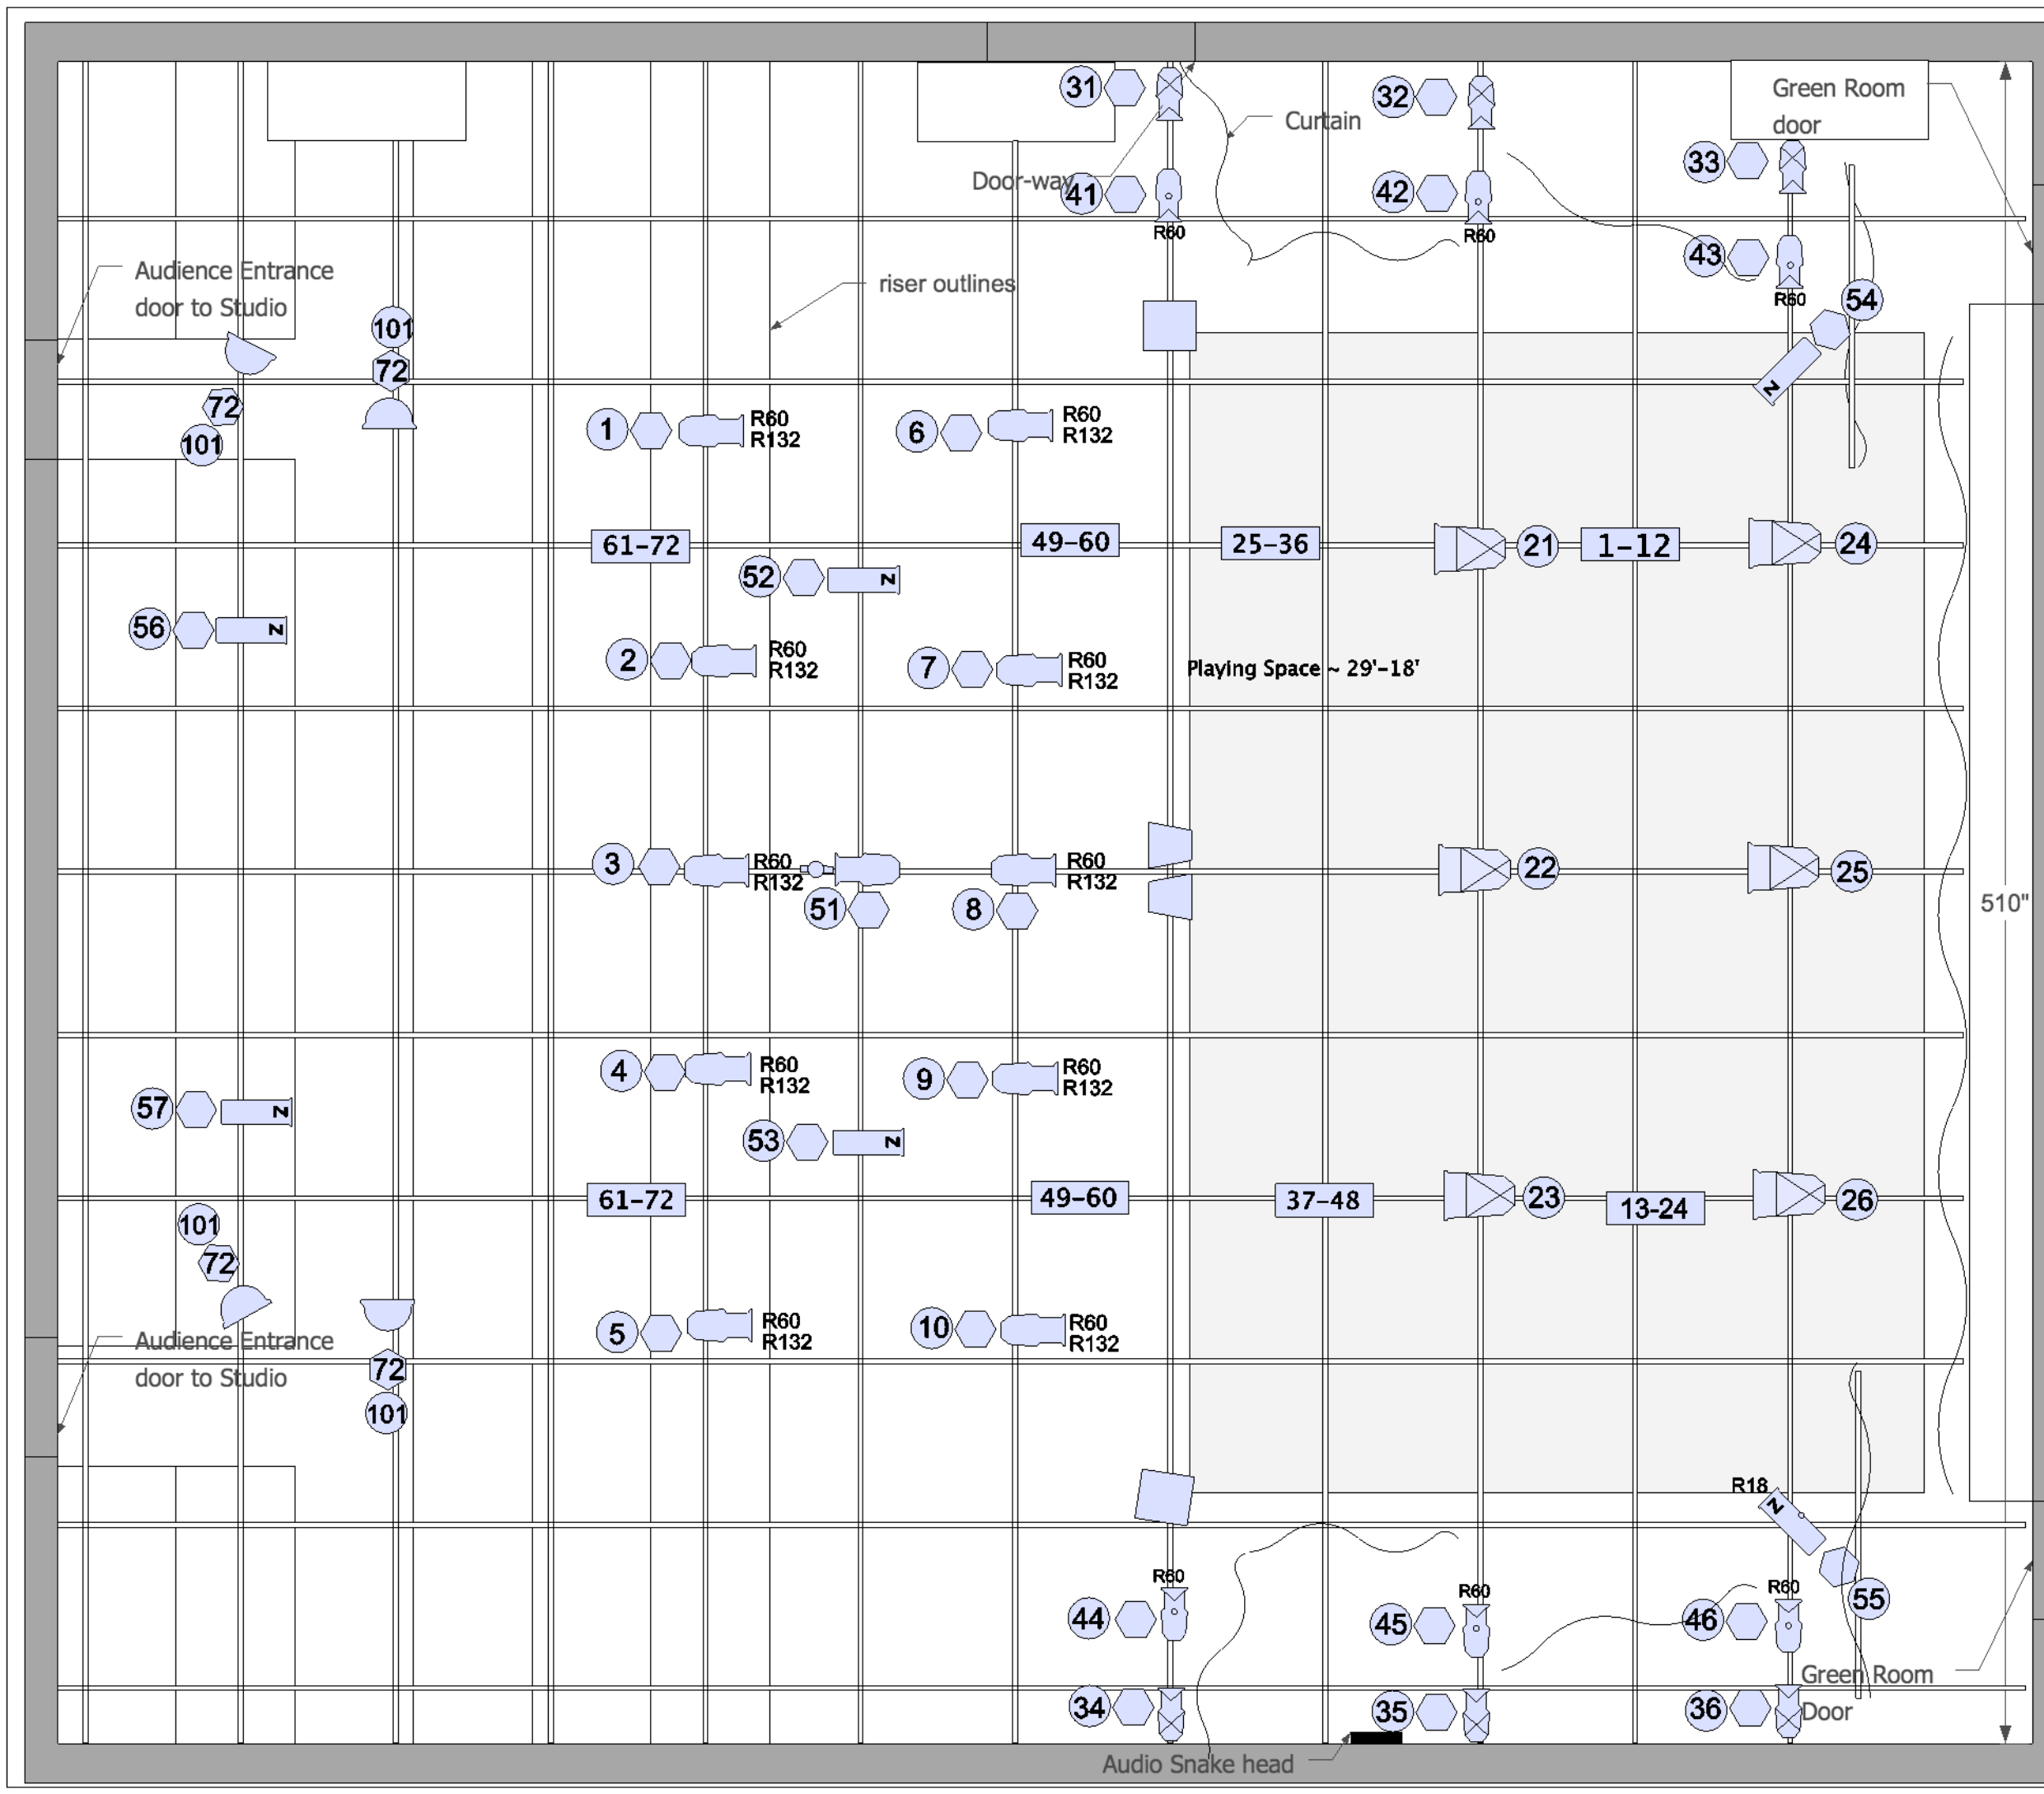 31
32
Green Room
door
Curtain
33
Door-way
41
42
R60
R60
43
R60
54
Audience Entrance
door to Studio
riser outlines
101
72
72
101
1
R60
R132
6
R60
R132
61-72
49-60
25-36
21
1-12
24
52
Z
Z
56
Z
2
R60
R132
7
R60
R132
Playing Space ~ 29'-18'
3
R60
R132
51
8
R60
R132
22
25
510"
4
R60
R132
9
R60
R132
57
Z
53
Z
61-72
49-60
37-48
23
13-24
26
101
72
5
R60
R132
10
R60
R132
Audience Entrance
door to Studio
72
101
R18
Z
R60
R60
R60
44
45
46
55
Green Room
Door
34
35
36
Audio Snake head